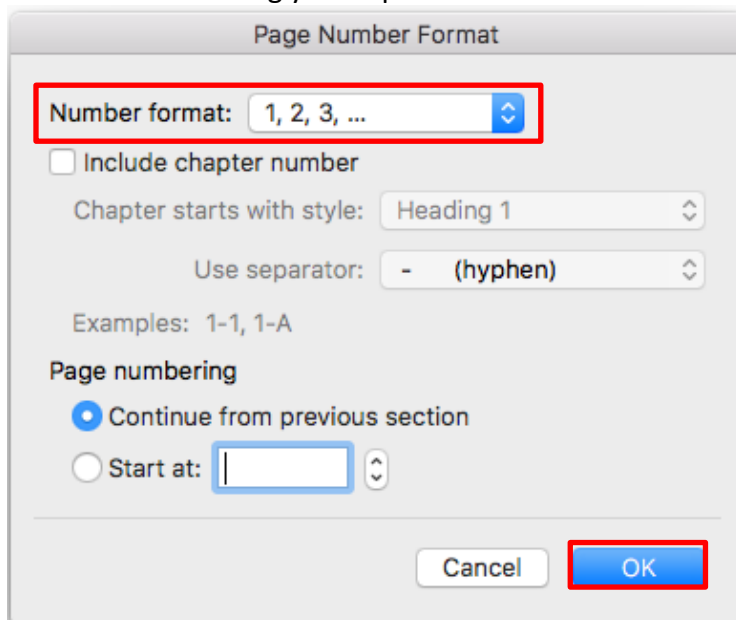 Page Number Format
Number format: 1, 2, 3, ...
Include chapter number
Chapter starts with style: Heading 1
Use separator: - (hyphen)
Examples: 1-1, 1-A
Page numbering
Continue from previous section
Start at:
Cancel OK